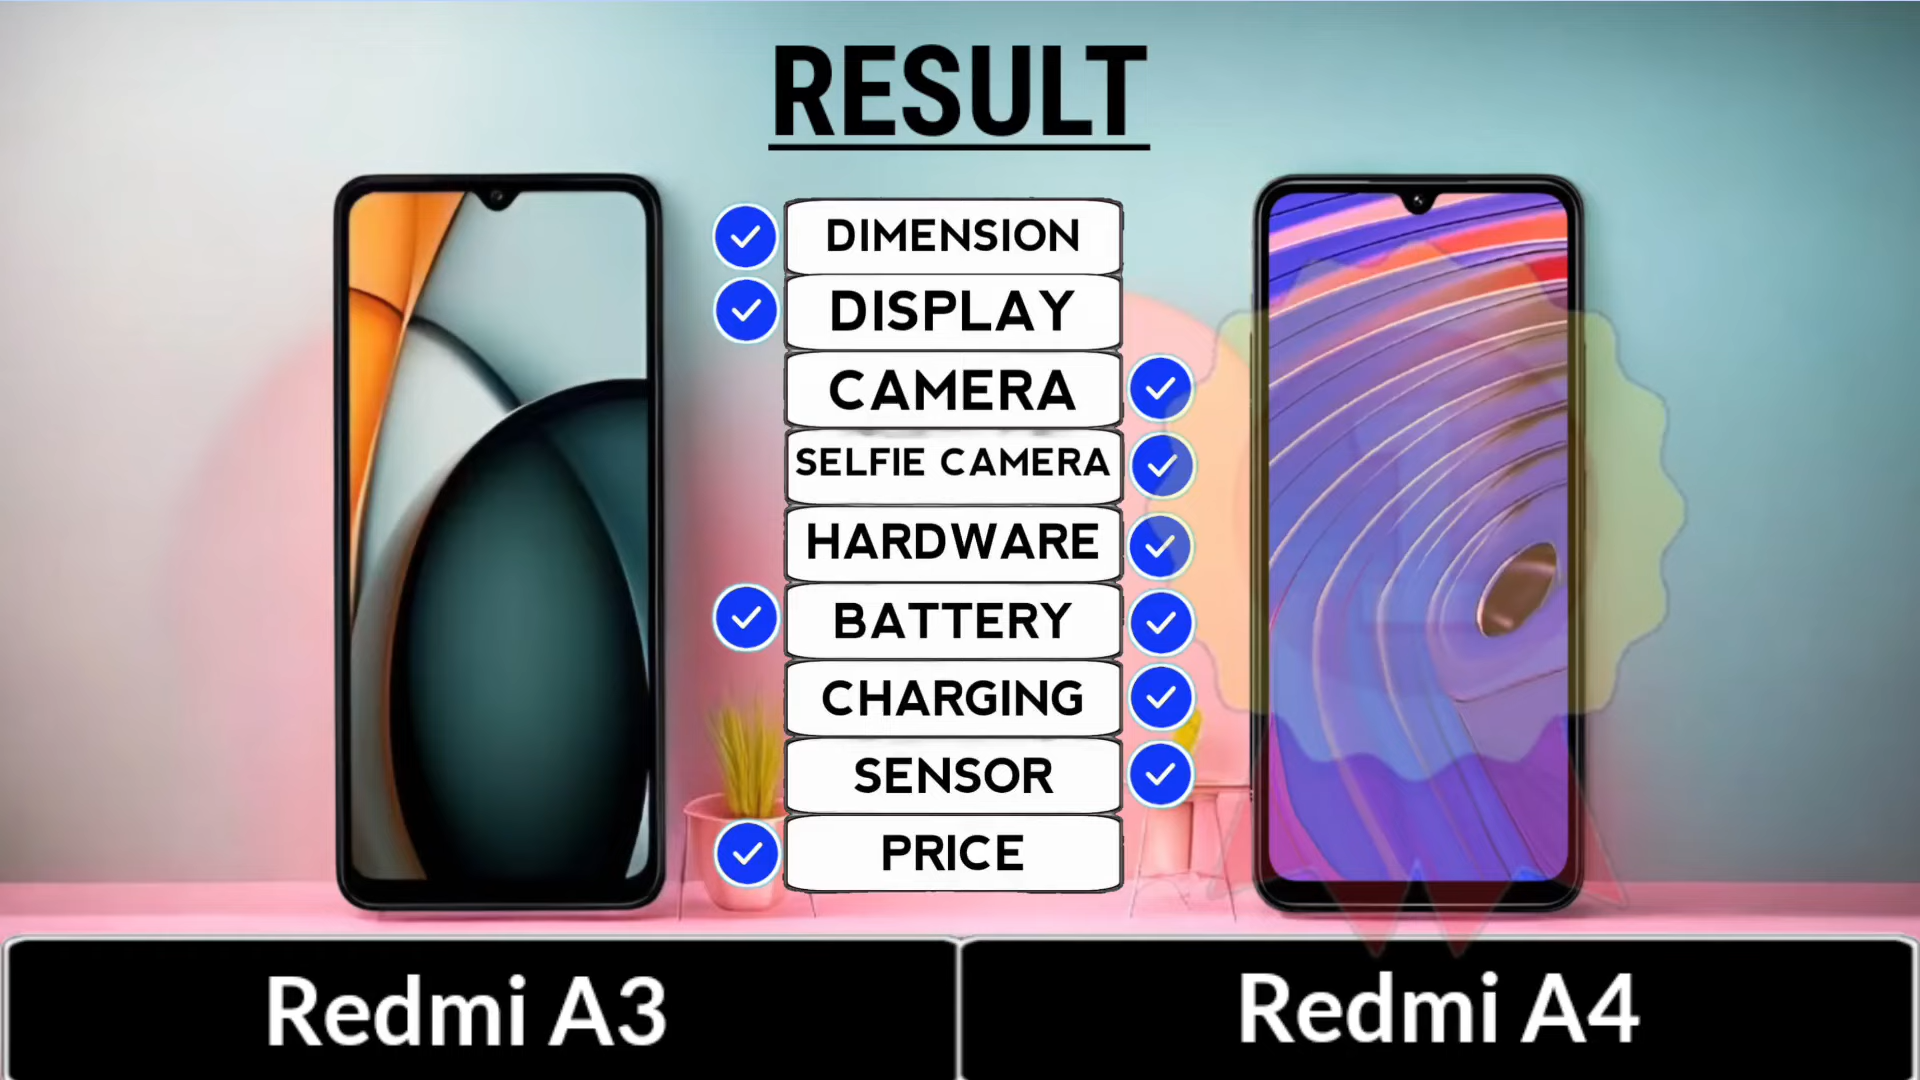 RESULT
DIMENSION
DISPLAY
CAMERA
SELFIE CAMERA
HARDWARE
BATTERY
CHARGING
SENSOR
PRICE
Redmi A3
Redmi A4